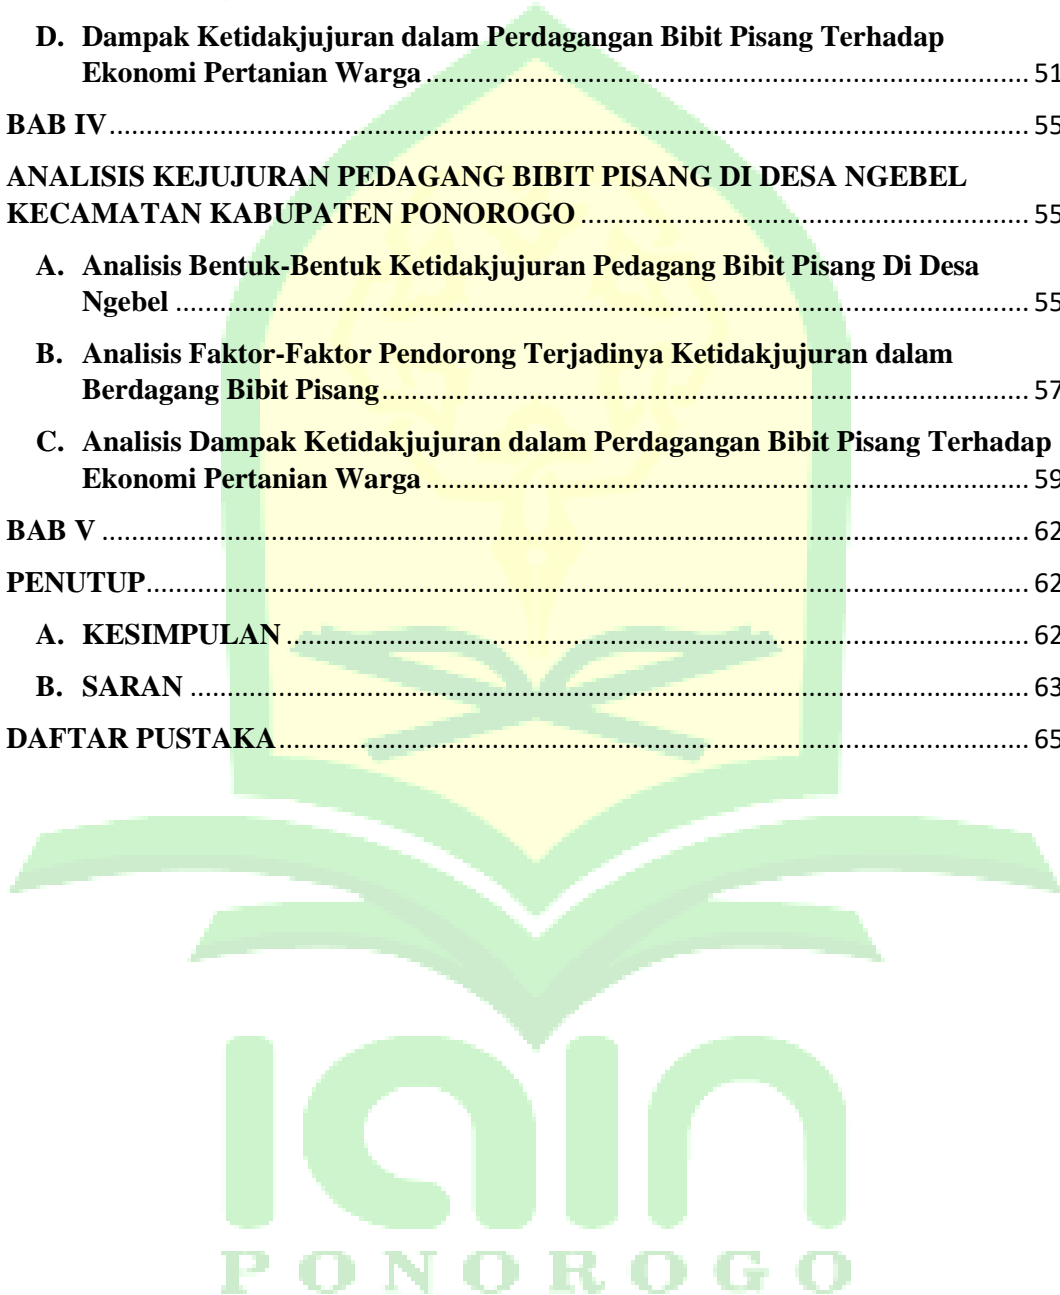 D. Dampak Ketidakjujuran dalam Perdagangan Bibit Pisang Terhadap
Ekonomi Pertanian Warga 51
BAB IV 55
ANALISIS KEJUJURAN PEDAGANG BIBIT PISANG DI DESA NGEBEL
KECAMATAN KABUPATEN PONOROGO 55
A. Analisis Bentuk-Bentuk Ketidakjujuran Pedagang Bibit Pisang Di Desa
Ngebel 55
B. Analisis Faktor-Faktor Pendorong Terjadinya Ketidakjujuran dalam
Berdagang Bibit Pisang 57
C. Analisis Dampak Ketidakjujuran dalam Perdagangan Bibit Pisang Terhadap
Ekonomi Pertanian Warga 59
BAB V 62
PENUTUP 62
A. KESIMPULAN 62
B. SARAN 63
DAFTAR PUSTAKA 65
iain
PONOROGO